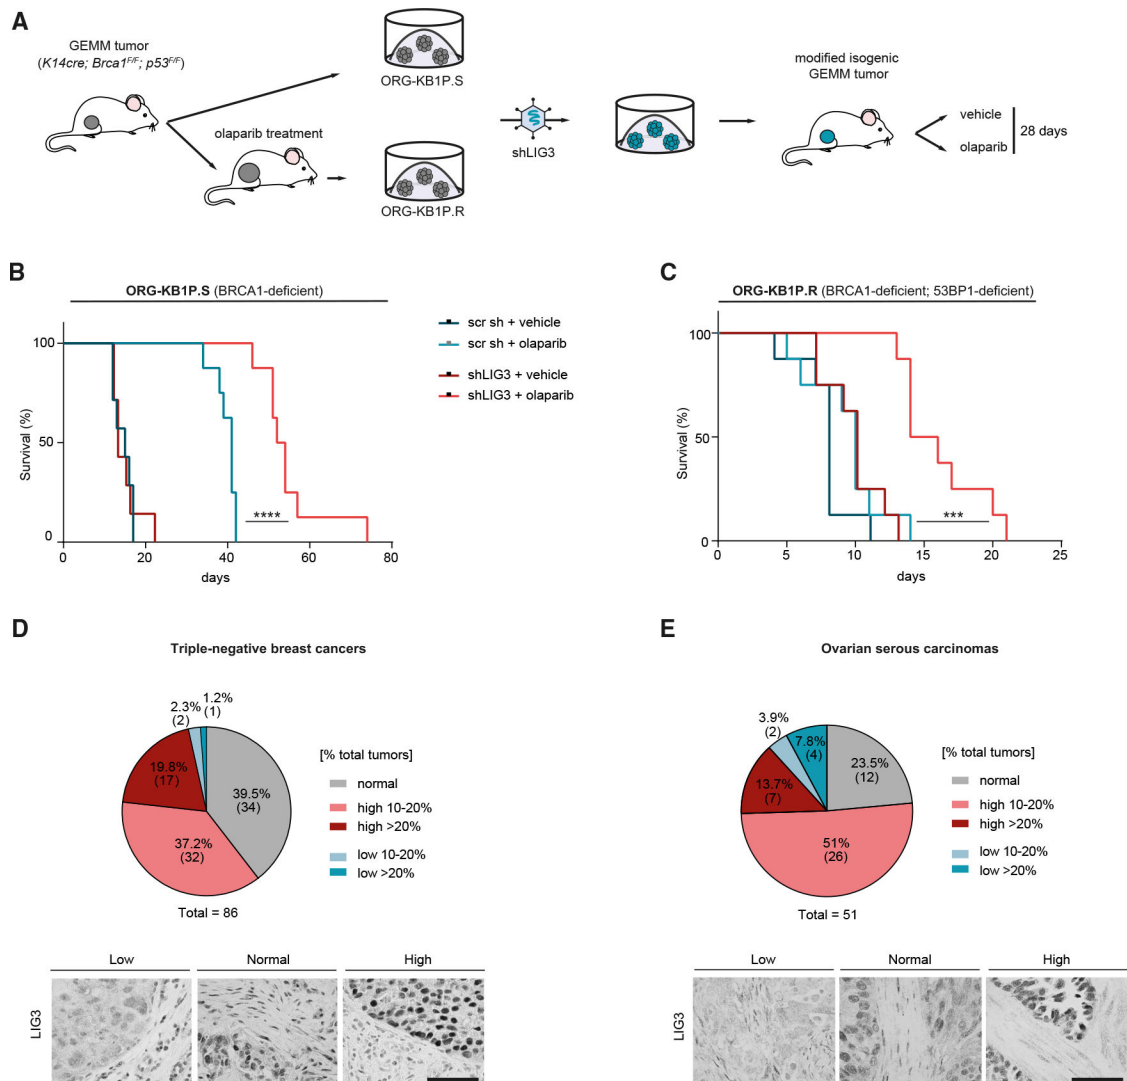 A
GEMM tumor
(K14cre; Brca1F/F; p53F/F)
olaparib treatment
ORG-KB1P.S
ORG-KB1P.R
shLIG3
modified isogenic
GEMM tumor
vehicle
olaparib
28 days
B
ORG-KB1P.S (BRCA1-deficient)
Survival (%)
100
50
0
0 20 40 60 80
days
****
scr sh + vehicle
scr sh + olaparib
shLIG3 + vehicle
shLIG3 + olaparib
C
ORG-KB1P.R (BRCA1-deficient; 53BP1-deficient)
Survival (%)
100
50
0
0 5 10 15 20 25
days
***
D
Triple-negative breast cancers
2.3%
(2)
1.2%
(1)
19.8%
(17)
39.5%
(34)
37.2%
(32)
Total = 86
[% total tumors]
normal
high 10-20%
high >20%
low 10-20%
low >20%
Low Normal High
LIG3
E
Ovarian serous carcinomas
3.9%
(2)
7.8%
(4)
23.5%
(12)
13.7%
(7)
51%
(26)
Total = 51
[% total tumors]
normal
high 10-20%
high >20%
low 10-20%
low >20%
Low Normal High
LIG3